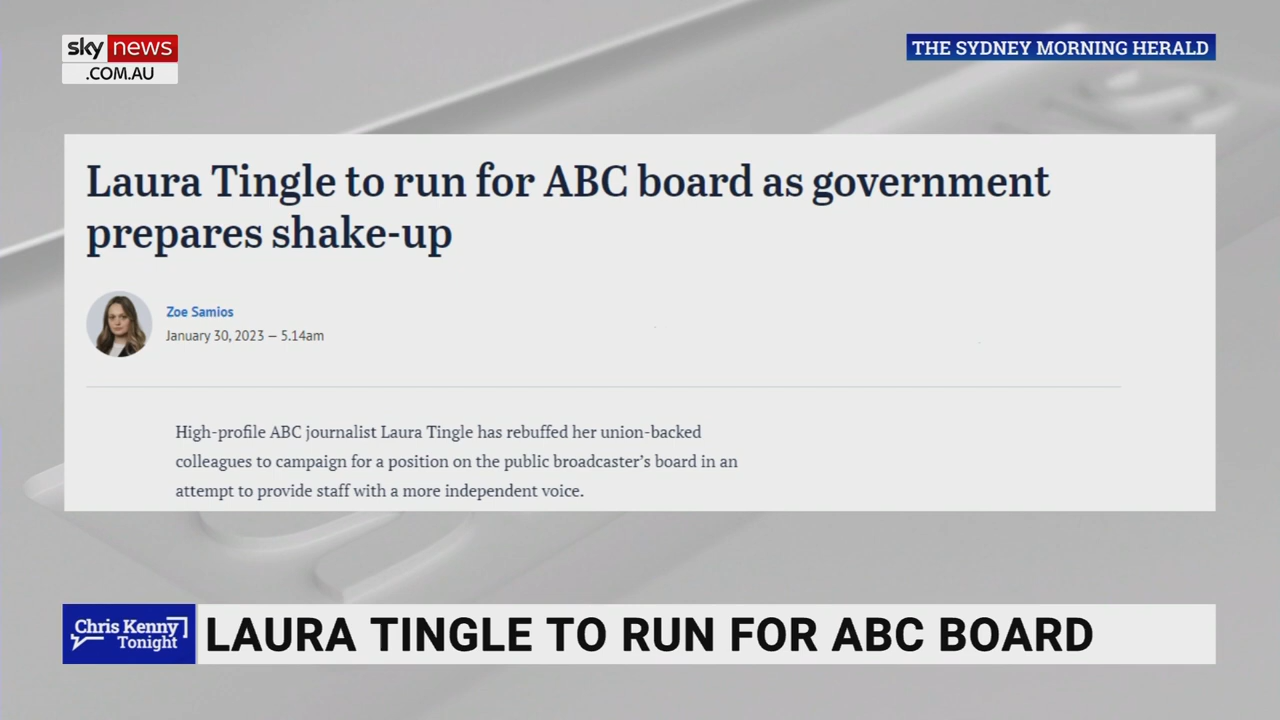 sky news
.COM.AU
THE SYDNEY MORNING HERALD
Laura Tingle to run for ABC board as government
prepares shake-up
Zoe Samios
January 30, 2023 — 5.14am
High-profile ABC journalist Laura Tingle has rebuffed her union-backed
colleagues to campaign for a position on the public broadcaster’s board in an
attempt to provide staff with a more independent voice.
Chris Kenny
Tonight
LAURA TINGLE TO RUN FOR ABC BOARD